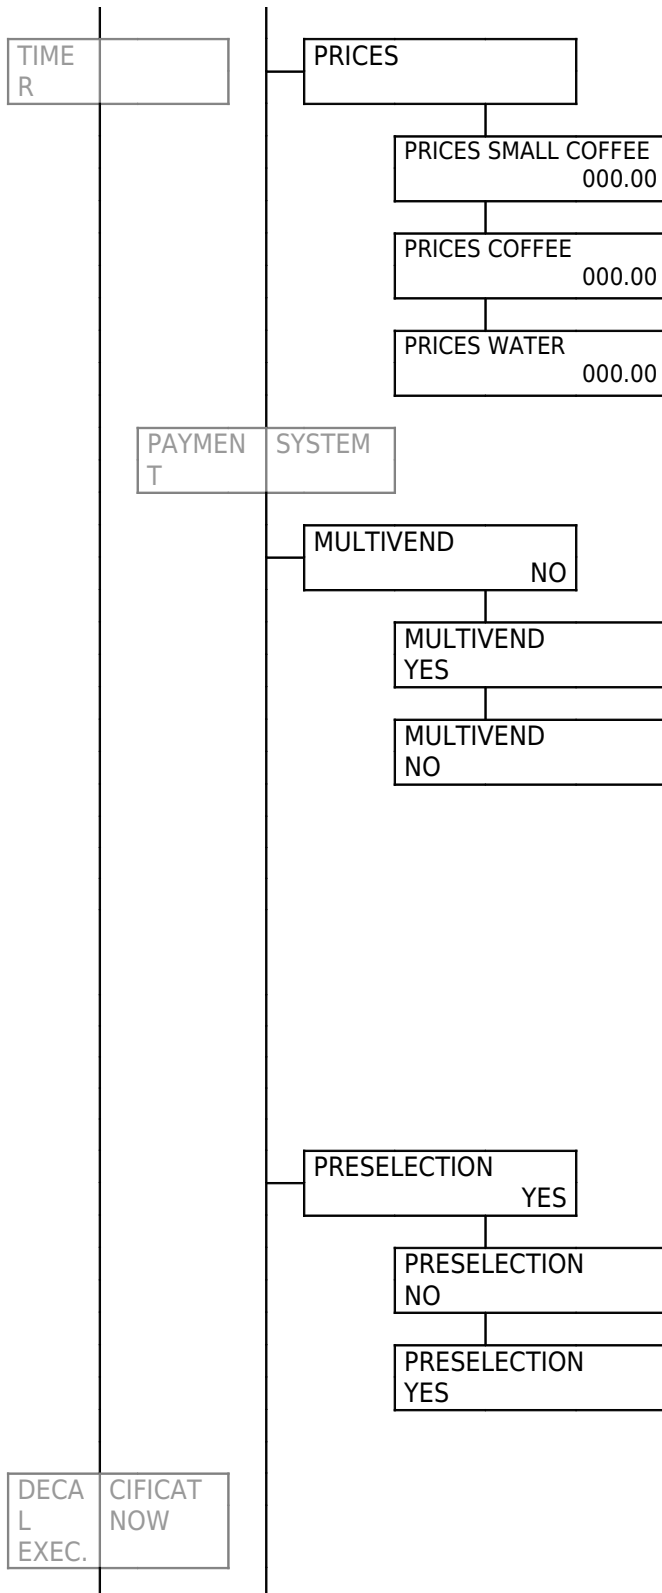 TIME
R
PRICES
PRICES SMALL COFFEE
000.00
PRICES COFFEE
000.00
PRICES WATER
000.00
PAYMEN SYSTEM
T
MULTIVEND
NO
MULTIVEND
YES
MULTIVEND
NO
PRESELECTION
YES
PRESELECTION
NO
PRESELECTION
YES
DECA CIFICAT
L NOW
EXEC.